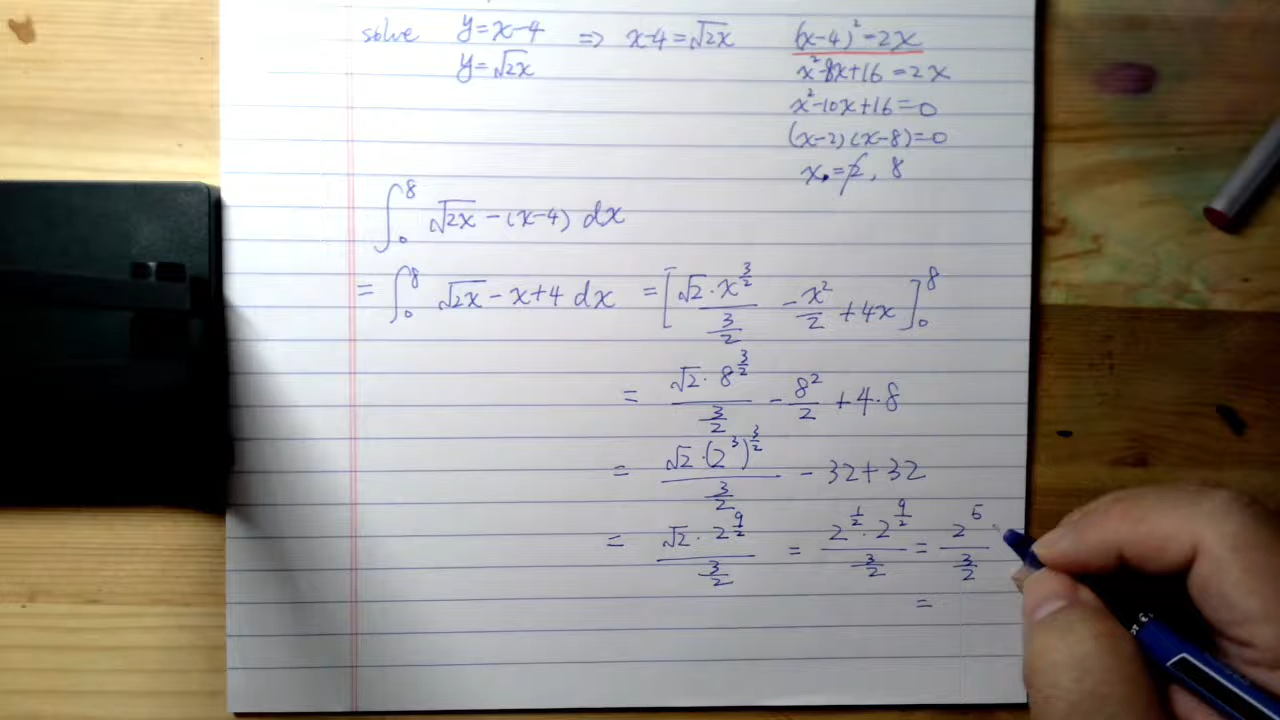 solve y=x-4 ⇒ x-4=√2x (x-4)²=2x
y=√2x x²-8x+16=2x
x²-10x+16=0
(x-2)(x-8)=0
x=2, 8
∫₀⁸ √2x-(x-4) dx
= ∫₀⁸ √2x-x+4 dx = [√2·x^(3/2)/(3/2) - x²/2 + 4x]₀⁸
= √2·8^(3/2)/(3/2) - 8²/2 + 4·8
= √2·(2³)^(3/2)/(3/2) - 32+32
= √2·2^(9/2)/(3/2) = 2^(1/2)·2^(9/2)/(3/2) = 2^5/(3/2)
=